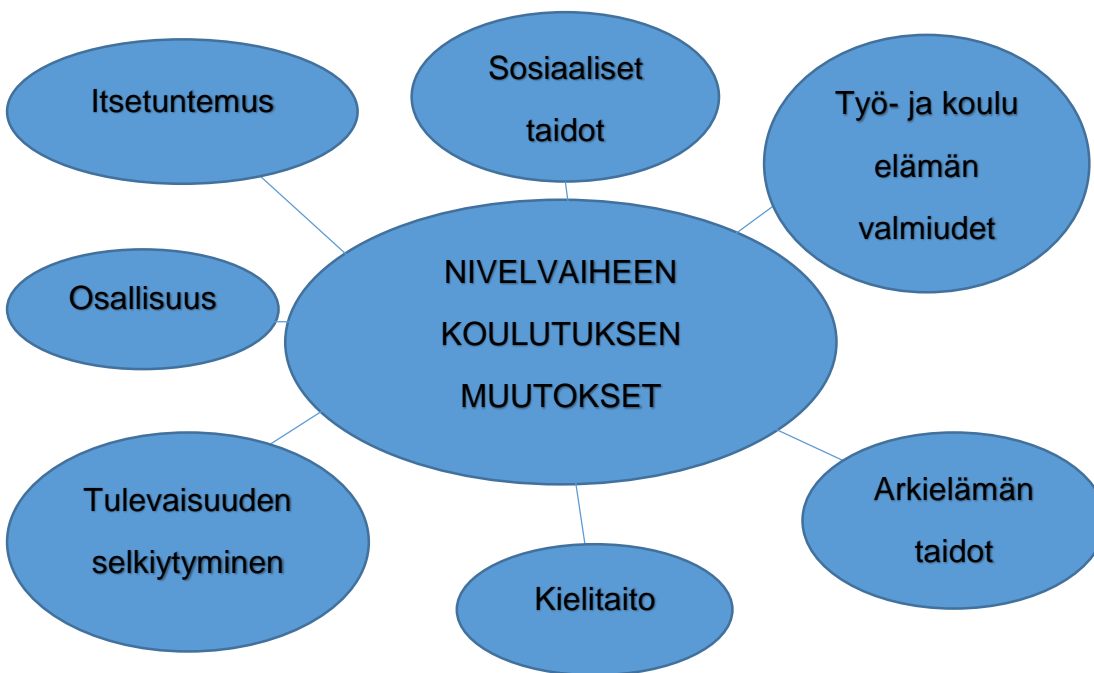 Itsetuntemus
Sosiaaliset
taidot
Työ- ja koulu
elämän
valmiudet
Osallisuus
NIVELVAIHEEN
KOULUTUKSEN
MUUTOKSET
Tulevaisuuden
selkiytyminen
Kielitaito
Arkielämän
taidot